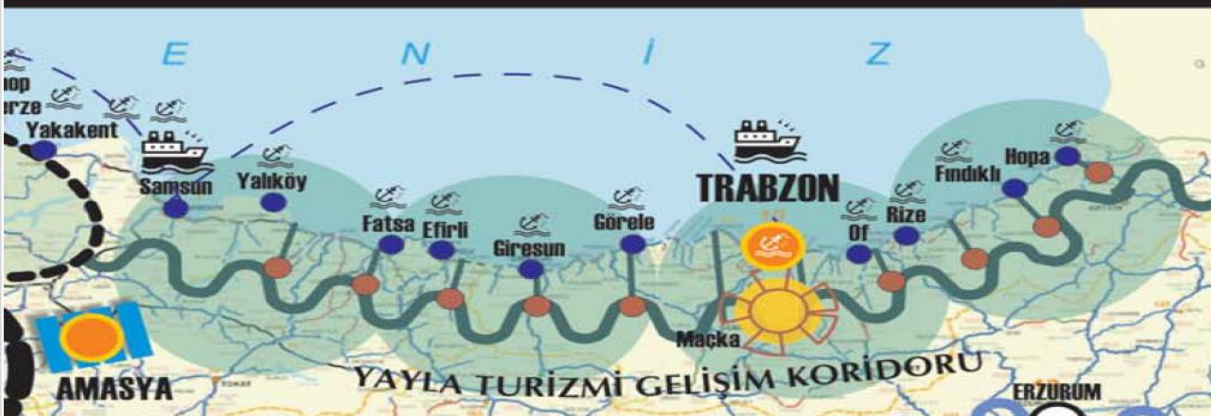 E N İ Z
Yakakent
Samsun
Yalıköy
Fatsa
Efirli
Giresun
Görele
TRABZON
Of
Rize
Fındıklı
Hopa
Maçka
AMASYA
TOKAT
YAYLA TURİZMİ GELİŞİM KORİDORU
ERZURUM